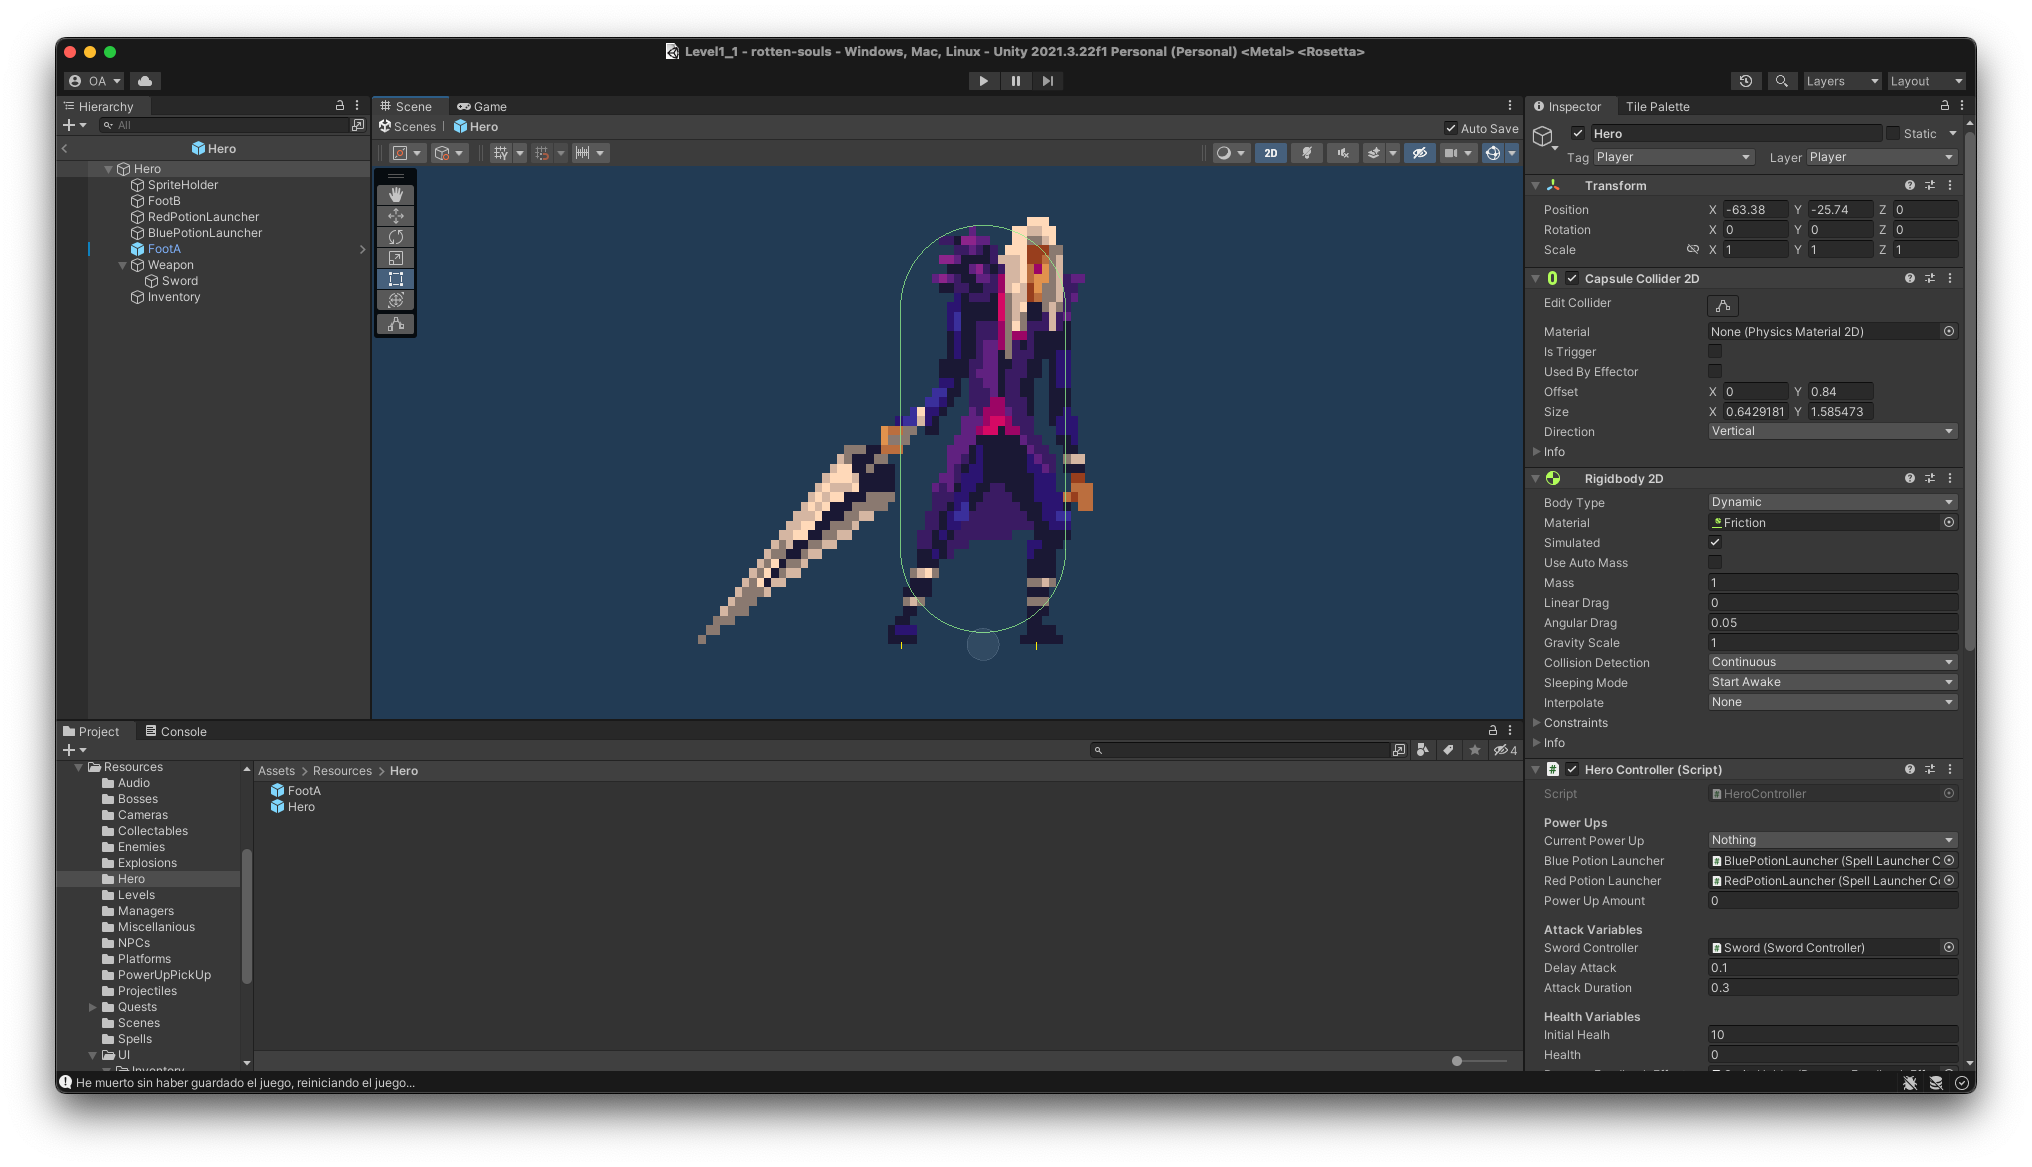 Level1_1 - rotten-souls - Windows, Mac, Linux - Unity 2021.3.22f1 Personal (Personal) <Metal> <Rosetta>
OA
Layers
Layout
Hierarchy
All
Hero
Hero
SpriteHolder
FootB
RedPotionLauncher
BluePotionLauncher
FootA
Weapon
Sword
Inventory
Scene
Game
Scenes
Hero
Auto Save
2D
Inspector
Tile Palette
Hero
Static
Tag Player
Layer Player
Transform
Position X -63.38 Y -25.74 Z 0
Rotation X 0 Y 0 Z 0
Scale X 1 Y 1 Z 1
Capsule Collider 2D
Edit Collider
Material None (Physics Material 2D)
Is Trigger
Used By Effector
Offset X 0 Y 0.84
Size X 0.6429181 Y 1.585473
Direction Vertical
Info
Rigidbody 2D
Body Type Dynamic
Material Friction
Simulated
Use Auto Mass
Mass 1
Linear Drag 0
Angular Drag 0.05
Gravity Scale 1
Collision Detection Continuous
Sleeping Mode Start Awake
Interpolate None
Constraints
Info
Hero Controller (Script)
Script HeroController
Power Ups
Current Power Up Nothing
Blue Potion Launcher BluePotionLauncher (Spell Launcher C
Red Potion Launcher RedPotionLauncher (Spell Launcher Co
Power Up Amount 0
Attack Variables
Sword Controller Sword (Sword Controller)
Delay Attack 0.1
Attack Duration 0.3
Health Variables
Initial Healh 10
Health 0
Project
Console
4
Resources
Audio
Bosses
Cameras
Collectables
Enemies
Explosions
Hero
Levels
Managers
Miscellanious
NPCs
Platforms
PowerUpPickUp
Projectiles
Quests
Scenes
Spells
UI
Inventory
Assets > Resources > Hero
FootA
Hero
He muerto sin haber guardado el juego, reiniciando el juego...